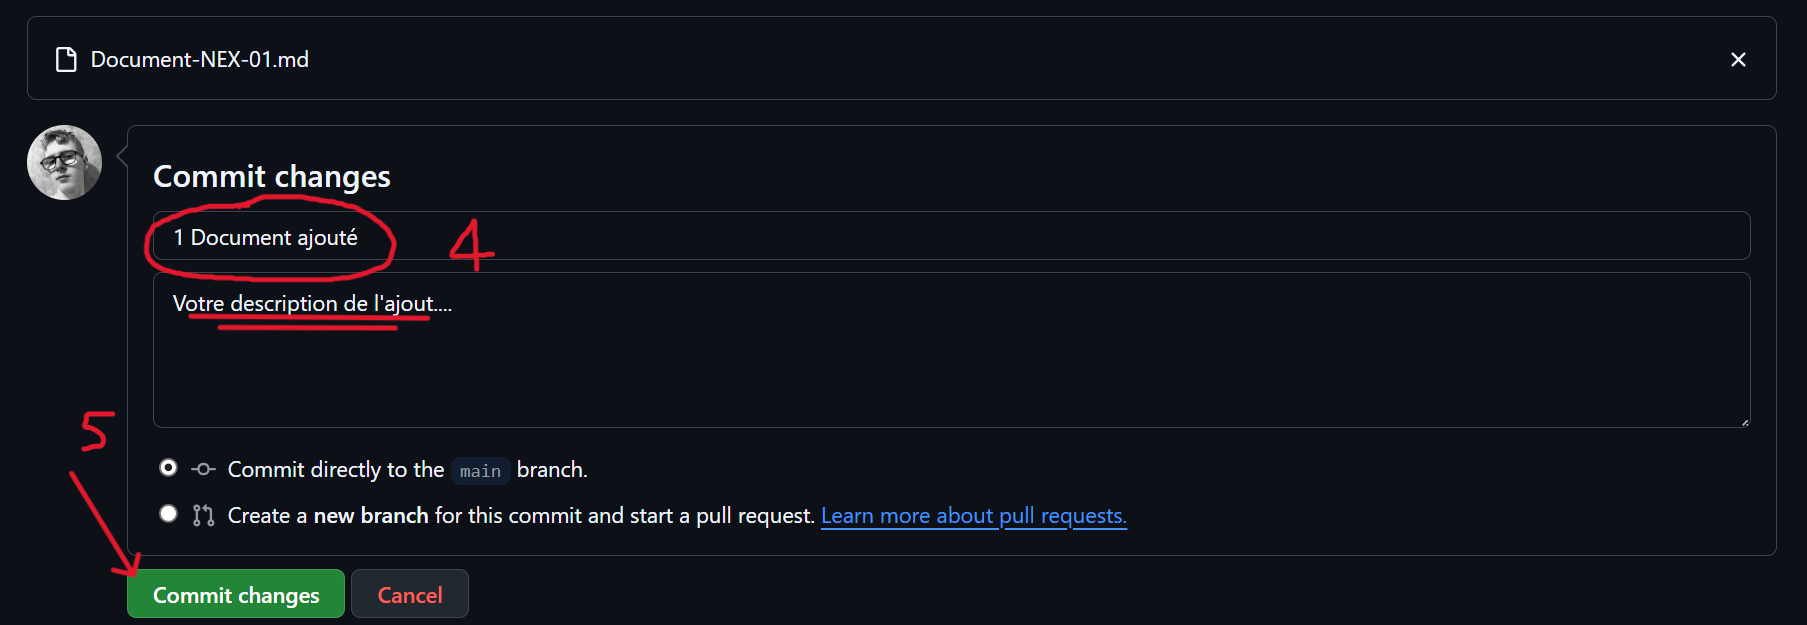 Document-NEX-01.md
Commit changes
1 Document ajouté
4
Votre description de l'ajout....
5
Commit directly to the main branch.
Create a new branch for this commit and start a pull request. Learn more about pull requests.
Commit changes
Cancel